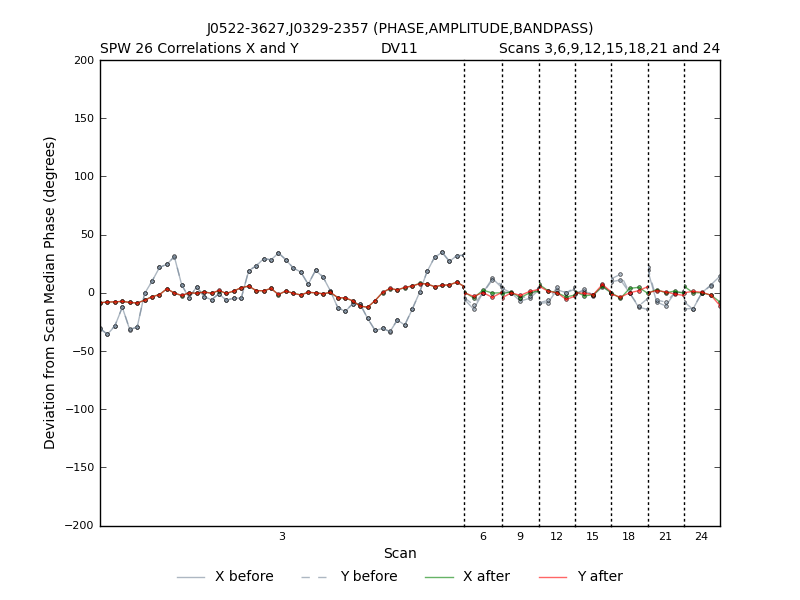 J0522-3627,J0329-2357 (PHASE,AMPLITUDE,BANDPASS)
SPW 26 Correlations X and Y DV11 Scans 3,6,9,12,15,18,21 and 24
200
150
100
50
0
−50
−100
−150
−200
Deviation from Scan Median Phase (degrees)
3 6 9 12 15 18 21 24
Scan
X before Y before X after Y after